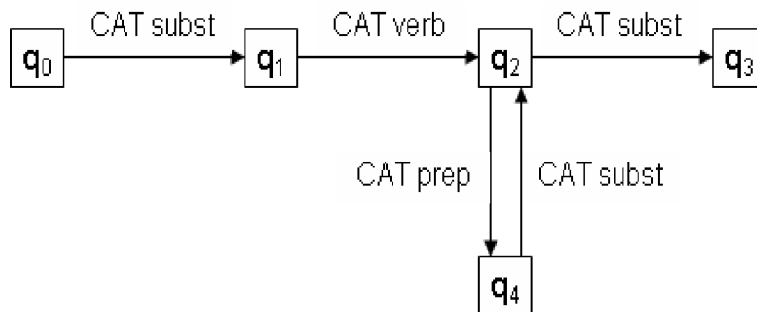 CAT subst CAT verb CAT subst
q0 q1 q2 q3
CAT prep CAT subst
q4